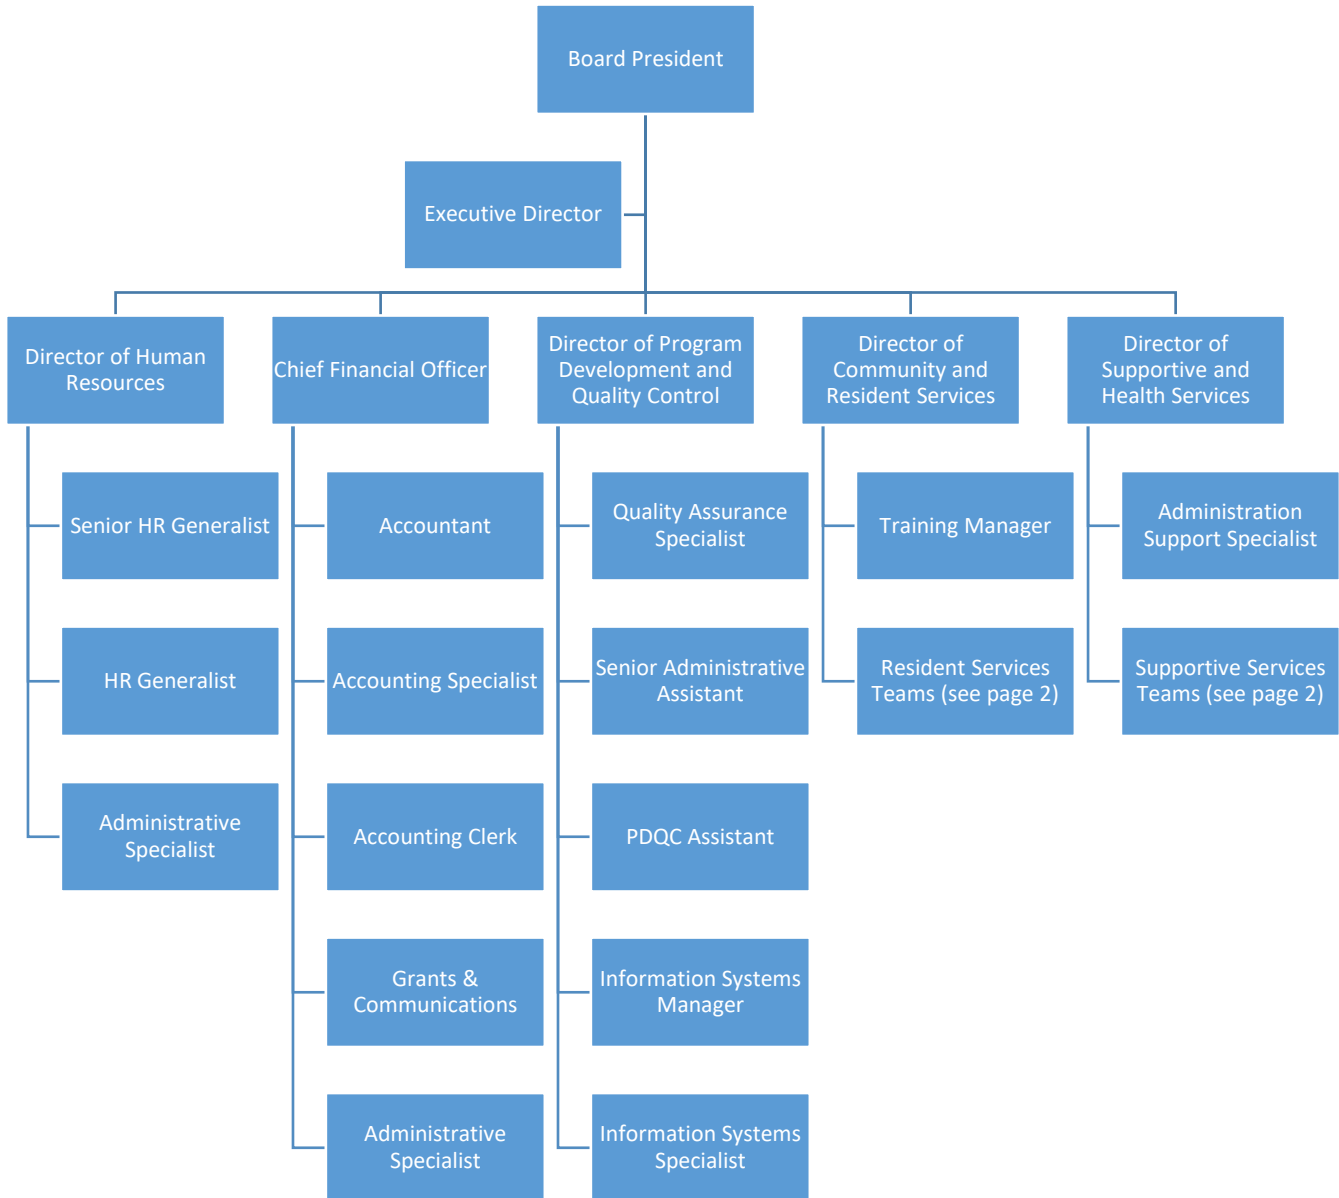 Board President
Executive Director
Director of Human
Resources
Chief Financial Officer
Director of Program
Development and
Quality Control
Director of
Community and
Resident Services
Director of
Supportive and
Health Services
Senior HR Generalist
Accountant
Quality Assurance
Specialist
Training Manager
Administration
Support Specialist
HR Generalist
Accounting Specialist
Senior Administrative
Assistant
Resident Services
Teams (see page 2)
Supportive Services
Teams (see page 2)
Administrative
Specialist
Accounting Clerk
PDQC Assistant
Grants &
Communications
Information Systems
Manager
Administrative
Specialist
Information Systems
Specialist